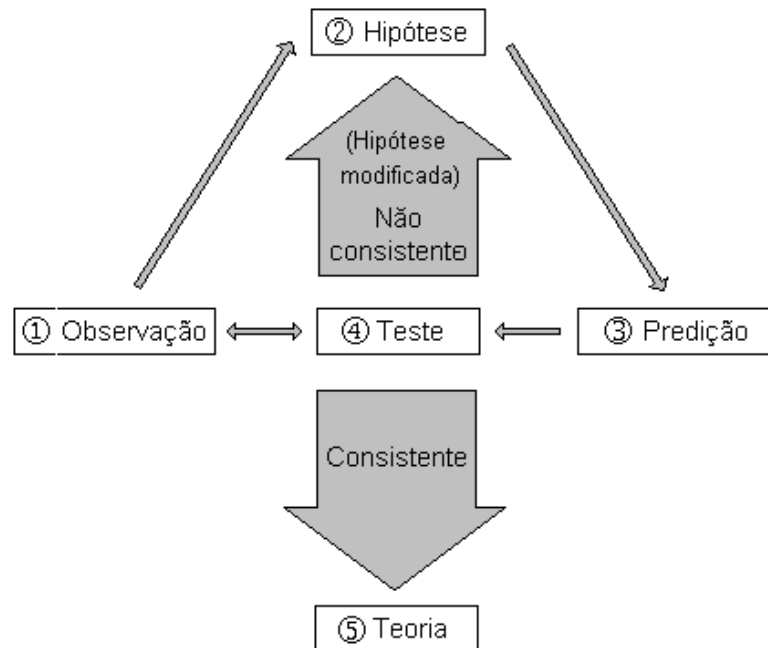 ② Hipótese
(Hipótese
modificada)
Não
consistente
① Observação
④ Teste
③ Predição
Consistente
⑤ Teoria